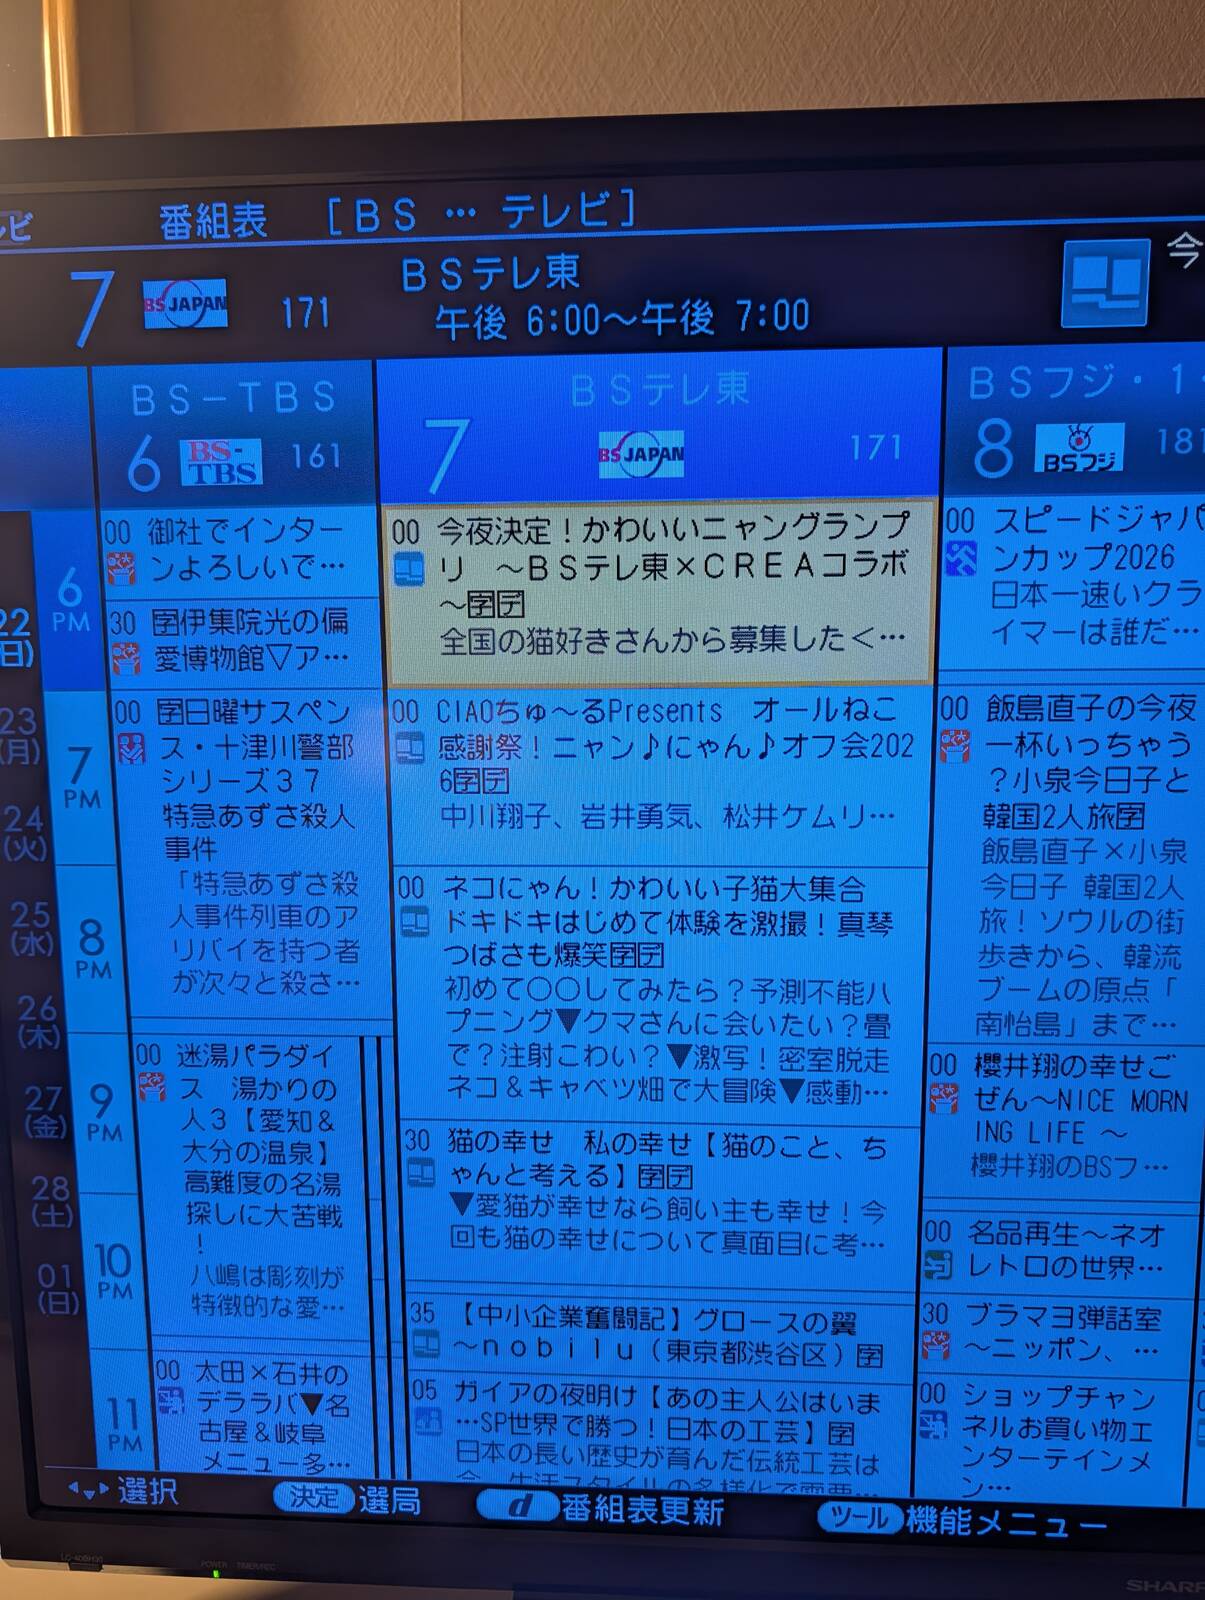 番組表 [BS … テレビ]
7 BS JAPAN 171 BSテレ東
午後 6:00～午後 7:00
今
BS-TBS
6 BS-TBS 161
BSテレ東
7 BS JAPAN 171
BSフジ・1
8 BSフジ 181
22
(日)
23
(月)
24
(火)
25
(水)
26
(木)
27
(金)
28
(土)
01
(日)
6
PM
7
PM
8
PM
9
PM
10
PM
11
PM
00 御社でインター
ンよろしいで…
30 字伊集院光の偏
愛博物館▽ア…
00 字日曜サスペン
ス・十津川警部
シリーズ37
特急あずさ殺人
事件
「特急あずさ殺
人事件列車のア
リバイを持つ者
が次々と殺さ…
00 迷湯パラダイ
ス 湯かりの
人3【愛知&
大分の温泉】
高難度の名湯
探しに大苦戦
!
八嶋は彫刻が
特徴的な愛…
00 太田×石井の
デララバ▼名
古屋&岐阜
メニュー多…
00 今夜決定!かわいいニャングランプ
リ ～BSテレ東×CREAコラボ
～字デ
全国の猫好きさんから募集した<…
00 CIAOちゅ～るPresents オールねこ
感謝祭!ニャン♪にゃん♪オフ会202
6字デ
中川翔子、岩井勇気、松井ケムリ…
00 ネコにゃん!かわいい子猫大集合
ドキドキはじめて体験を激撮!真琴
つばさも爆笑字デ
初めて○○してみたら?予測不能ハ
プニング▼クマさんに会いたい?畳
で?注射こわい?▼激写!密室脱走
ネコ&キャベツ畑で大冒険▼感動…
30 猫の幸せ 私の幸せ【猫のこと、ち
ゃんと考える】字デ
▼愛猫が幸せなら飼い主も幸せ!今
回も猫の幸せについて真面目に考…
35 【中小企業奮闘記】グロースの翼
～nobilu(東京都渋谷区)字
05 ガイアの夜明け【あの主人公はいま
…SP世界で勝つ!日本の工芸】字
日本の長い歴史が育んだ伝統工芸は
00 スピードジャパ
ンカップ2026
日本一速いクラ
イマーは誰だ…
00 飯島直子の今夜
一杯いっちゃう
?小泉今日子と
韓国2人旅字
飯島直子×小泉
今日子 韓国2人
旅!ソウルの街
歩きから、韓流
ブームの原点「
南怡島」まで…
00 櫻井翔の幸せご
ぜん～NICE MORN
ING LIFE ～
櫻井翔のBSフ…
00 名品再生～ネオ
レトロの世界…
30 ブラマヨ弾話室
～ニッポン、…
00 ショップチャン
ネルお買い物エ
ンターテインメ
ン…
選択 決定 選局 d 番組表更新 ツール 機能メニュー
POWER TIMER/REC
SHARP